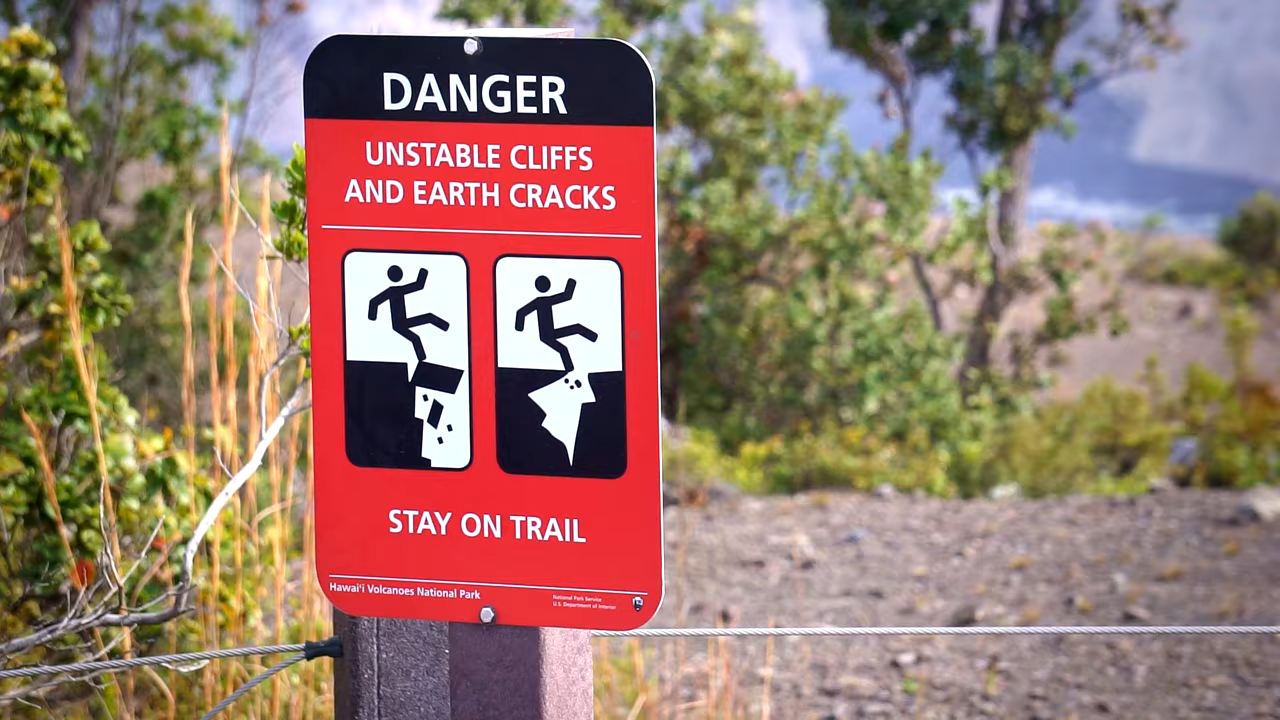 DANGER
UNSTABLE CLIFFS
AND EARTH CRACKS
STAY ON TRAIL
Hawaiʻi Volcanoes National Park
National Park Service
U.S. Department of Interior